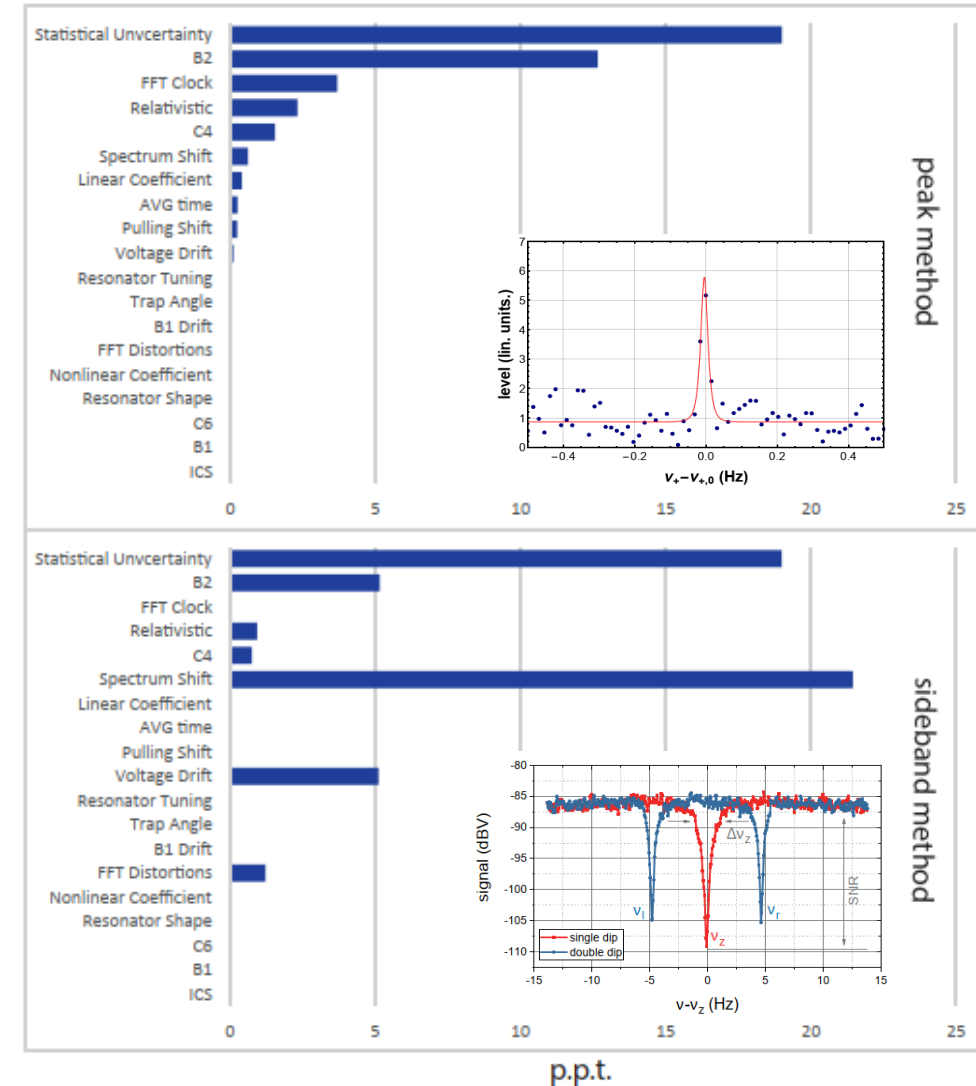 Statistical Unvcertainty
B2
FFT Clock
Relativistic
C4
Spectrum Shift
Linear Coefficient
AVG time
Pulling Shift
Voltage Drift
Resonator Tuning
Trap Angle
B1 Drift
FFT Distortions
Nonlinear Coefficient
Resonator Shape
C6
B1
ICS
0 5 10 15 20 25
peak method
level (lin. units.)
7
6
5
4
3
2
1
0
−0.4 −0.2 0.0 0.2 0.4
ν₊−ν₊,₀ (Hz)
Statistical Unvcertainty
B2
FFT Clock
Relativistic
C4
Spectrum Shift
Linear Coefficient
AVG time
Pulling Shift
Voltage Drift
Resonator Tuning
Trap Angle
B1 Drift
FFT Distortions
Nonlinear Coefficient
Resonator Shape
C6
B1
ICS
0 5 10 15 20 25
sideband method
signal (dBV)
-80
-85
-90
-95
-100
-105
-110
Δν_z
SNR
ν_l
ν_z
ν_r
single dip
double dip
-15 -10 -5 0 5 10 15
ν-ν_z (Hz)
p.p.t.